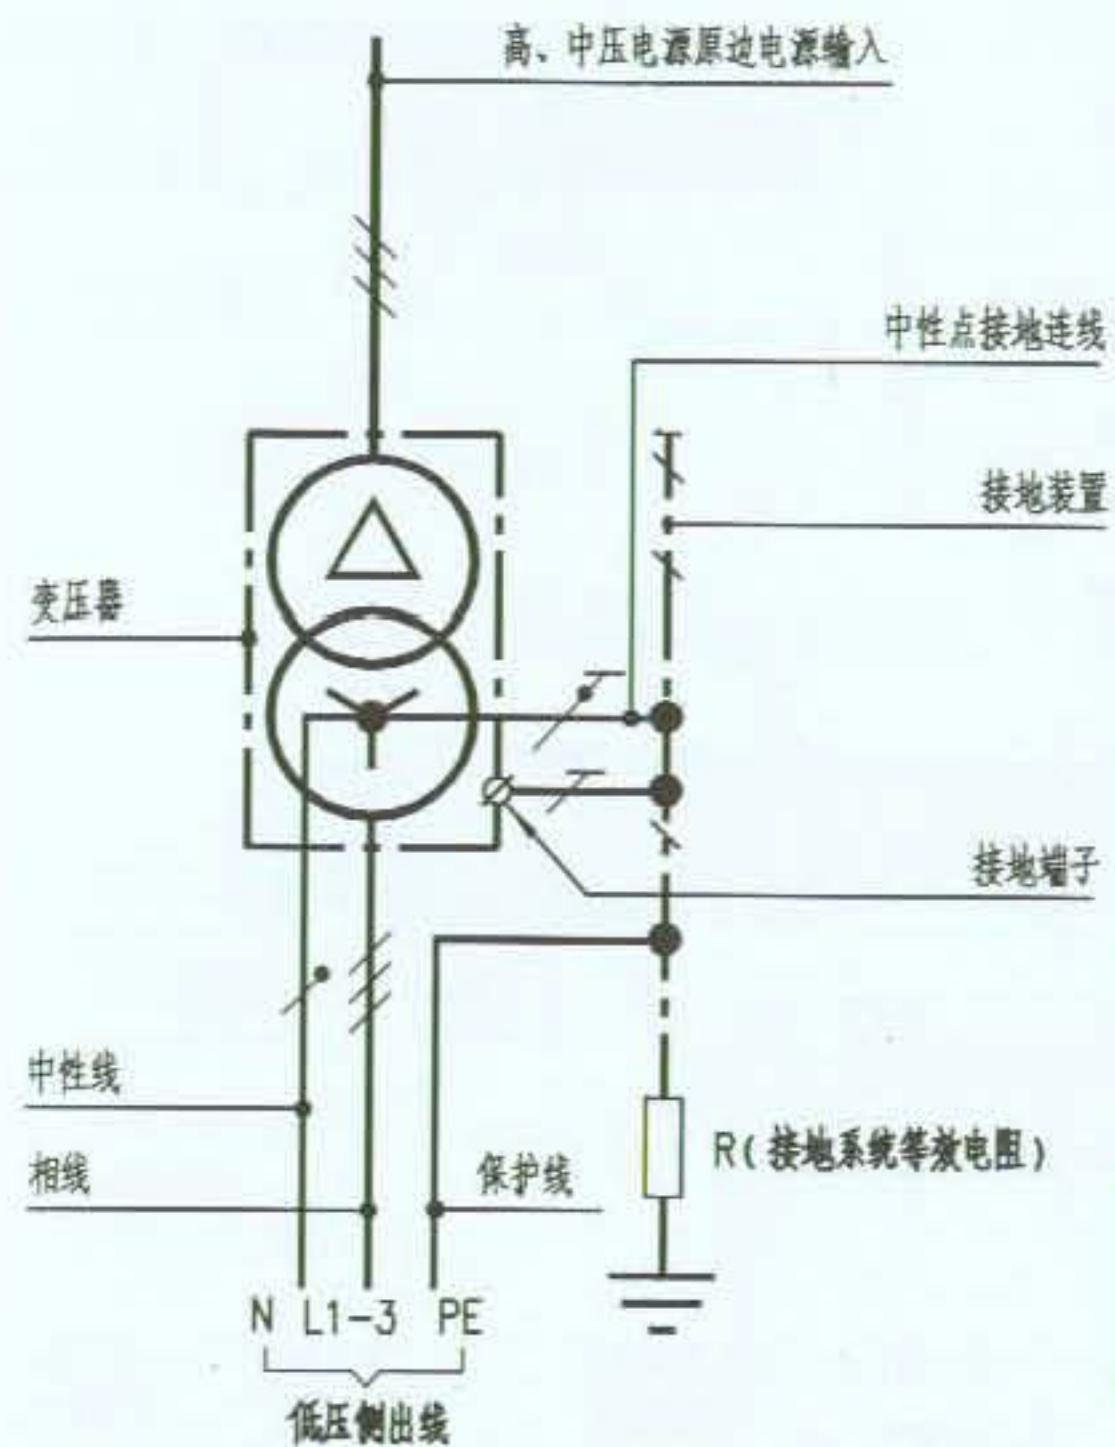 高、中压电源原边电源输入
中性点接地连线
接地装置
变压器
接地端子
中性线
相线
保护线
R(接地系统等效电阻)
N L1-3 PE
低压侧出线